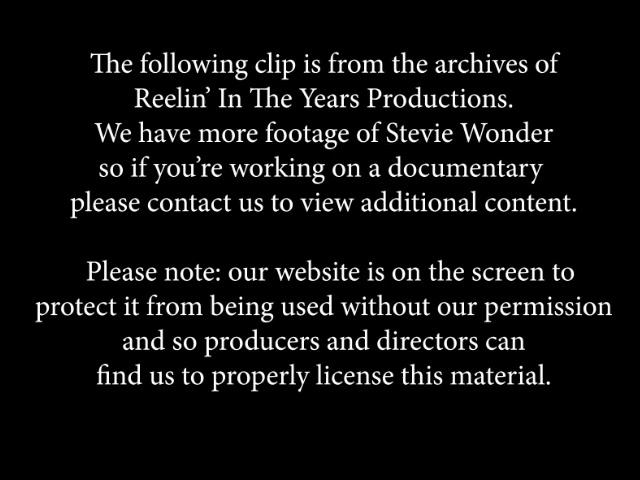 The following clip is from the archives of
Reelin’ In The Years Productions.
We have more footage of Stevie Wonder
so if you’re working on a documentary
please contact us to view additional content.
Please note: our website is on the screen to
protect it from being used without our permission
and so producers and directors can
find us to properly license this material.